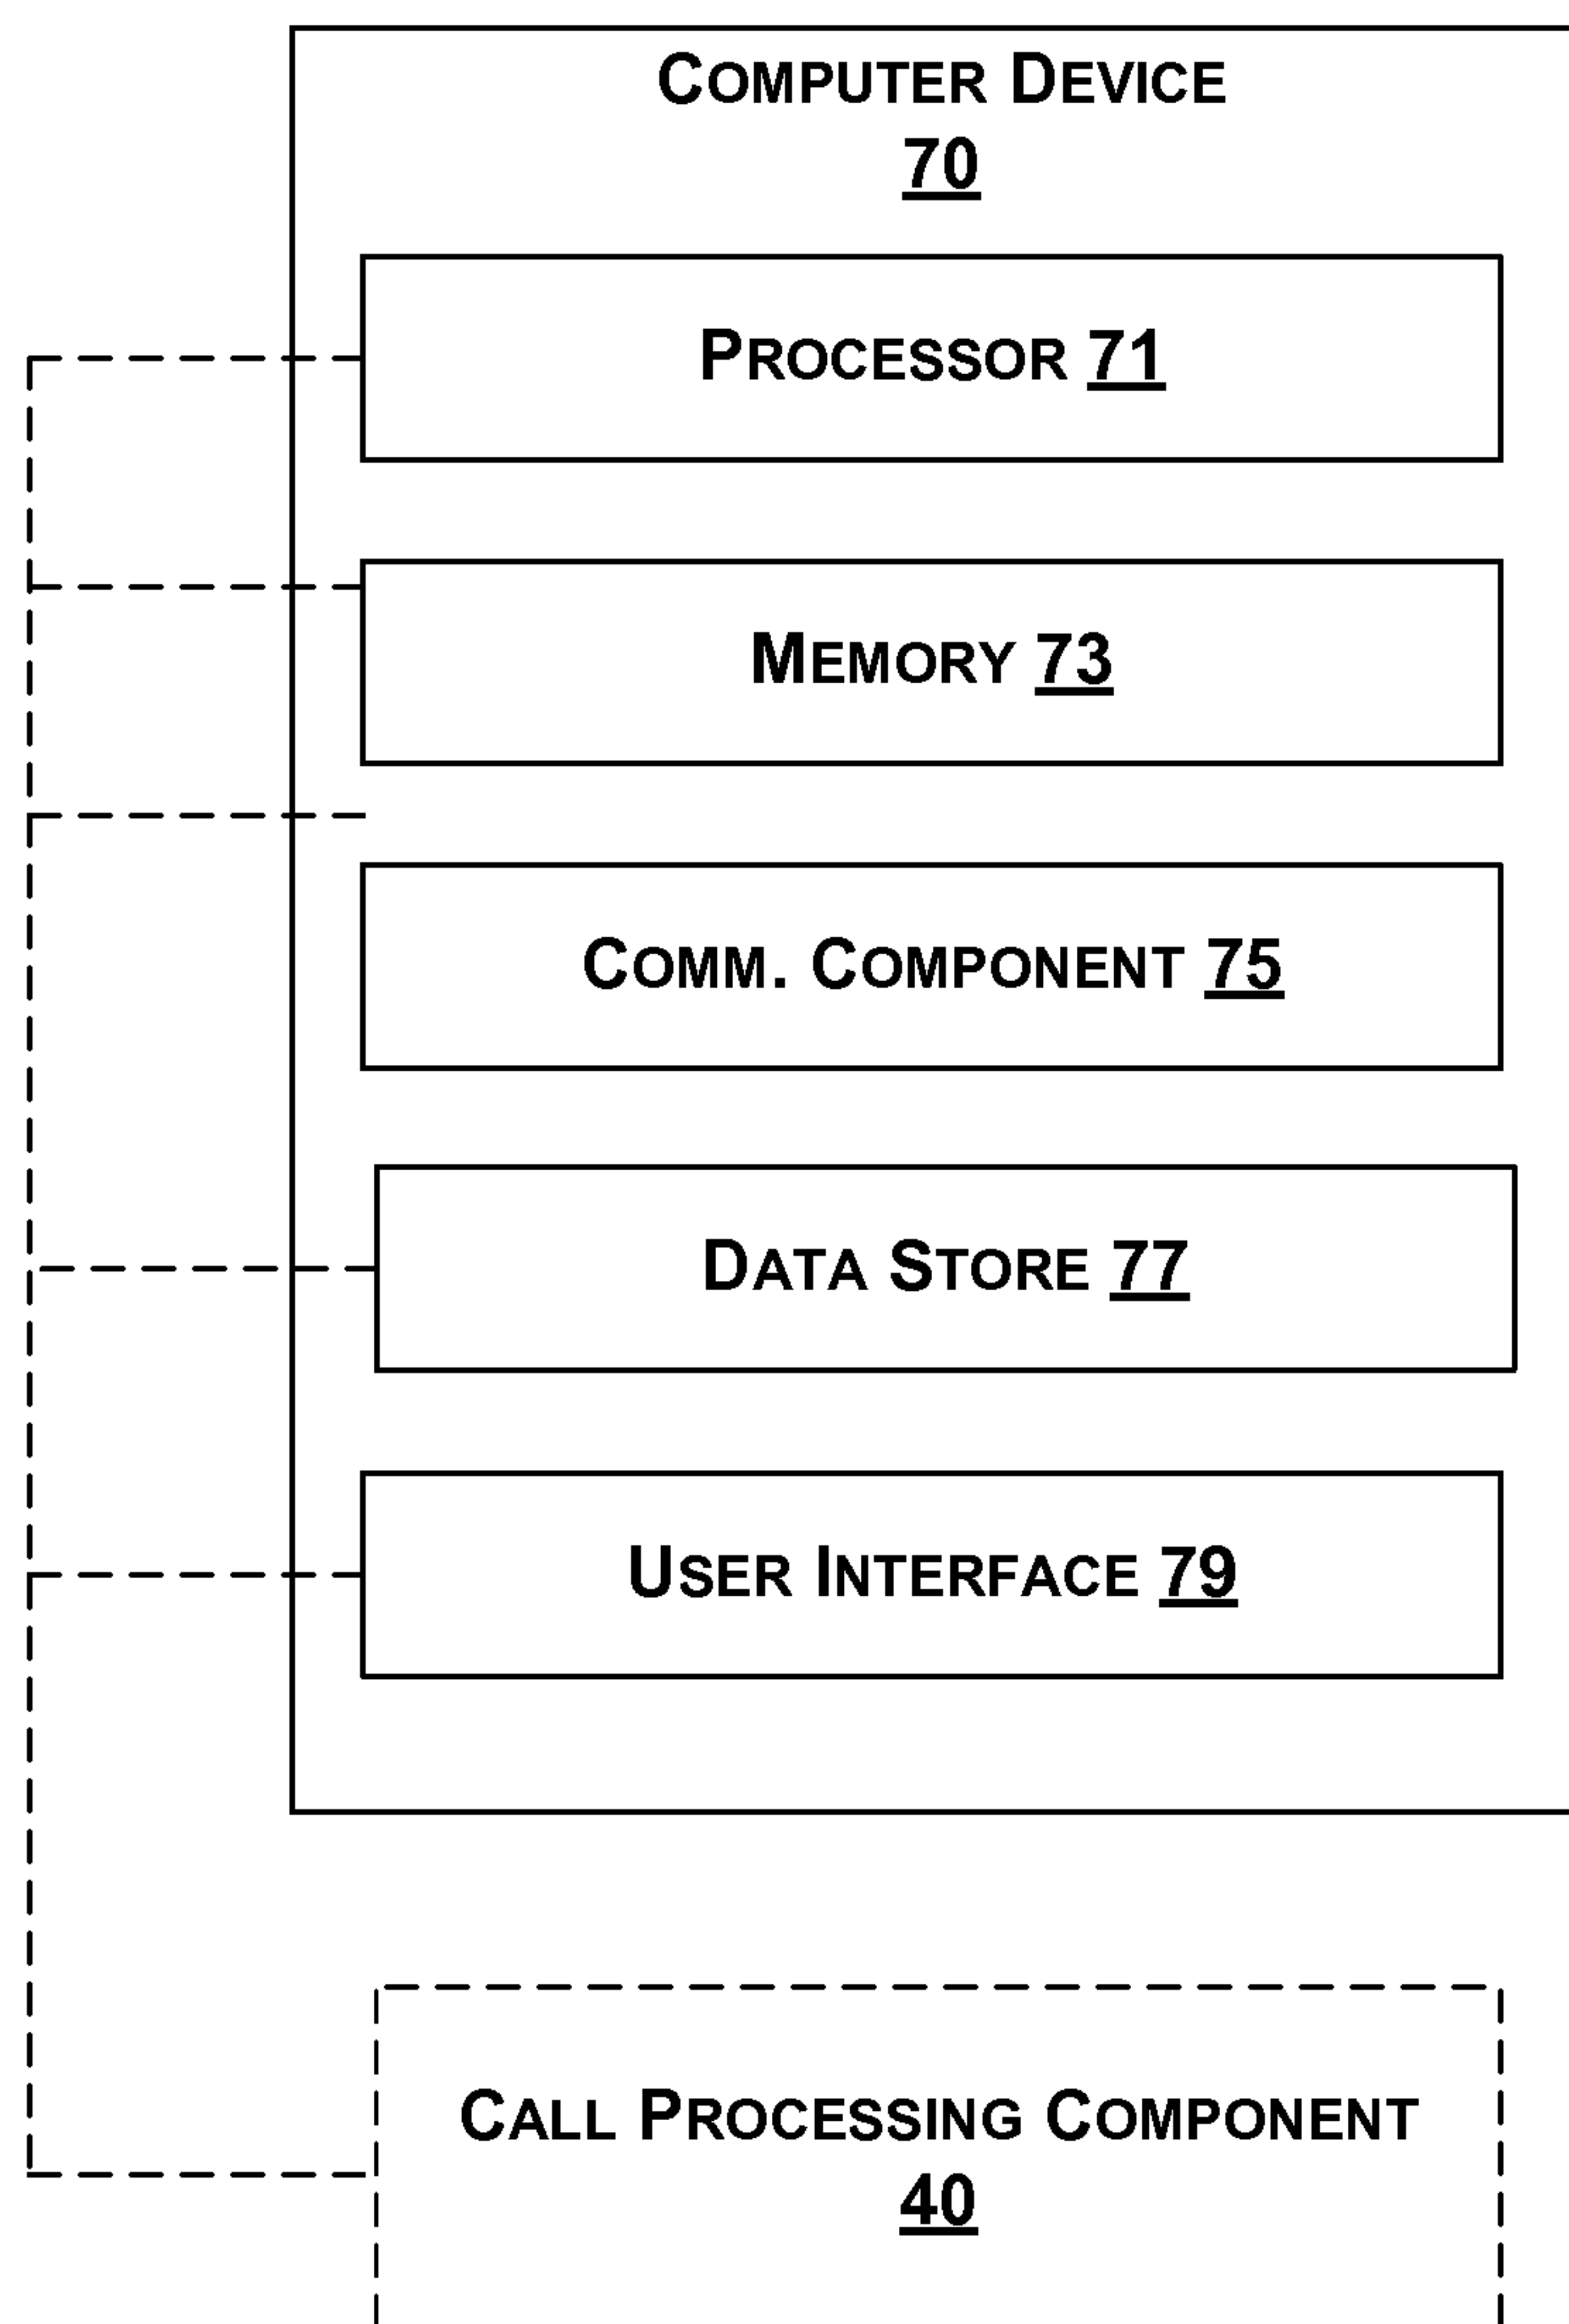 COMPUTER DEVICE
70
PROCESSOR 71
MEMORY 73
COMM. COMPONENT 75
DATA STORE 77
USER INTERFACE 79
CALL PROCESSING COMPONENT
40